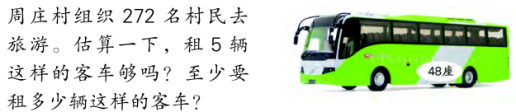 周庄村组织 272 名村民去
旅游。估算一下，租 5 辆
这样的客车够吗？至少要
租多少辆这样的客车？
48座